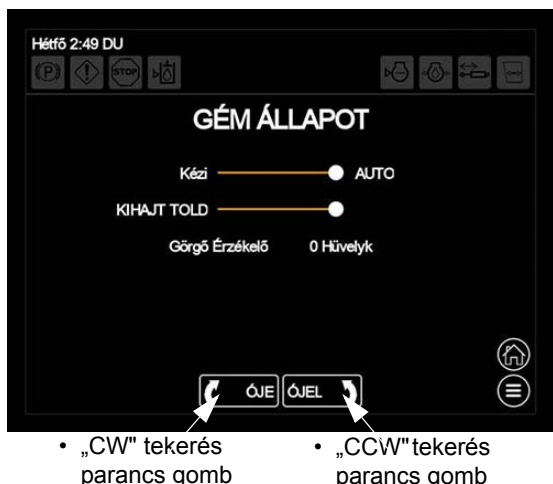 Hétfő 2:49 DU
(P) STOP
GÉM ÁLLAPOT
Kézi AUTO
KIHAJT TOLD
Görgő Érzékelő 0 Hüvelyk
ÓJE ÓJEL
• „CW" tekerés parancs gomb
• „CCW" tekerés parancs gomb